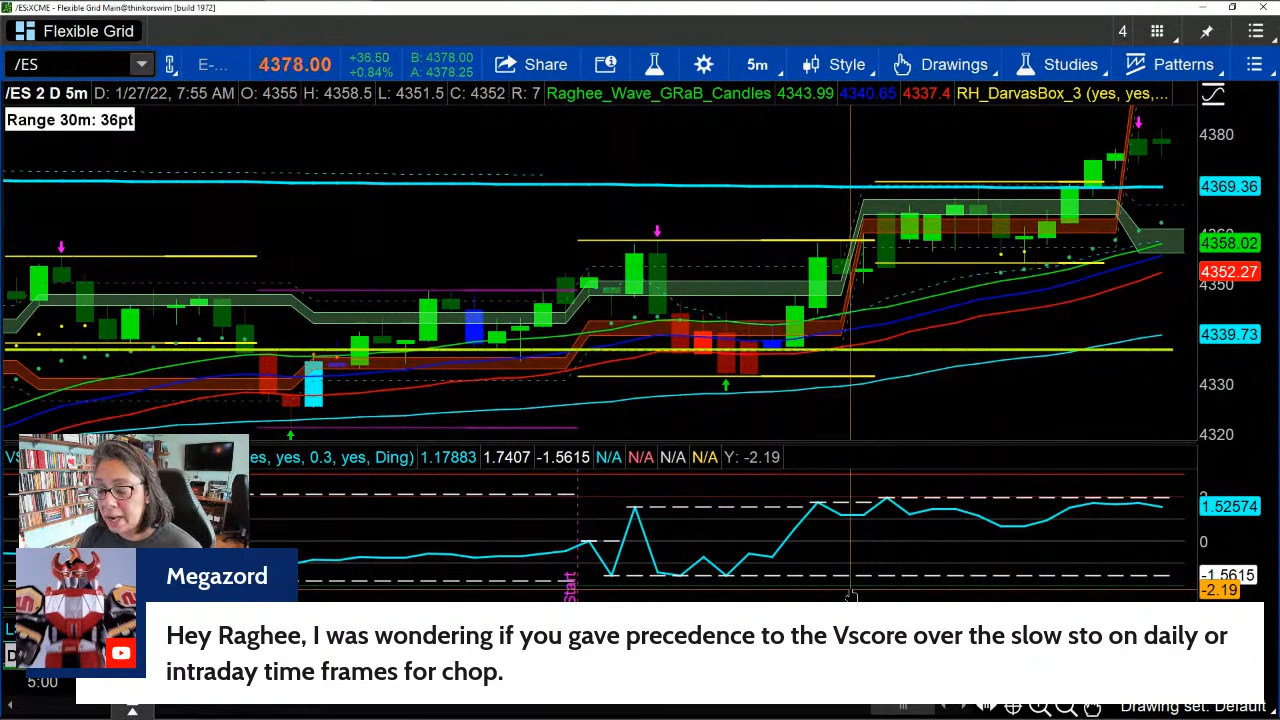 /ES:XCME - Flexible Grid Main@thinkorswim [build 1972]
Flexible Grid
4
/ES
E-...
4378.00
+36.50
+0.84%
B: 4378.00
A: 4378.25
Share
5m
Style
Drawings
Studies
Patterns
/ES 2 D 5m
D: 1/27/22, 7:55 AM
O: 4355
H: 4358.5
L: 4351.5
C: 4352
R: 7
Raghee_Wave_GRaB_Candles
4343.99
4340.65
4337.4
RH_DarvasBox_3 (yes, yes,...
Range 30m: 36pt
4380
4369.36
4358.02
4352.27
4350
4339.73
4330
4320
es, yes, 0.3, yes, Ding)
1.17883
1.7407
-1.5615
N/A
N/A
N/A
N/A
Y: -2.19
1.52574
0
-1.5615
-2.19
Start
Megazord
Hey Raghee, I was wondering if you gave precedence to the Vscore over the slow sto on daily or
intraday time frames for chop.
5:00
Drawing set: Default